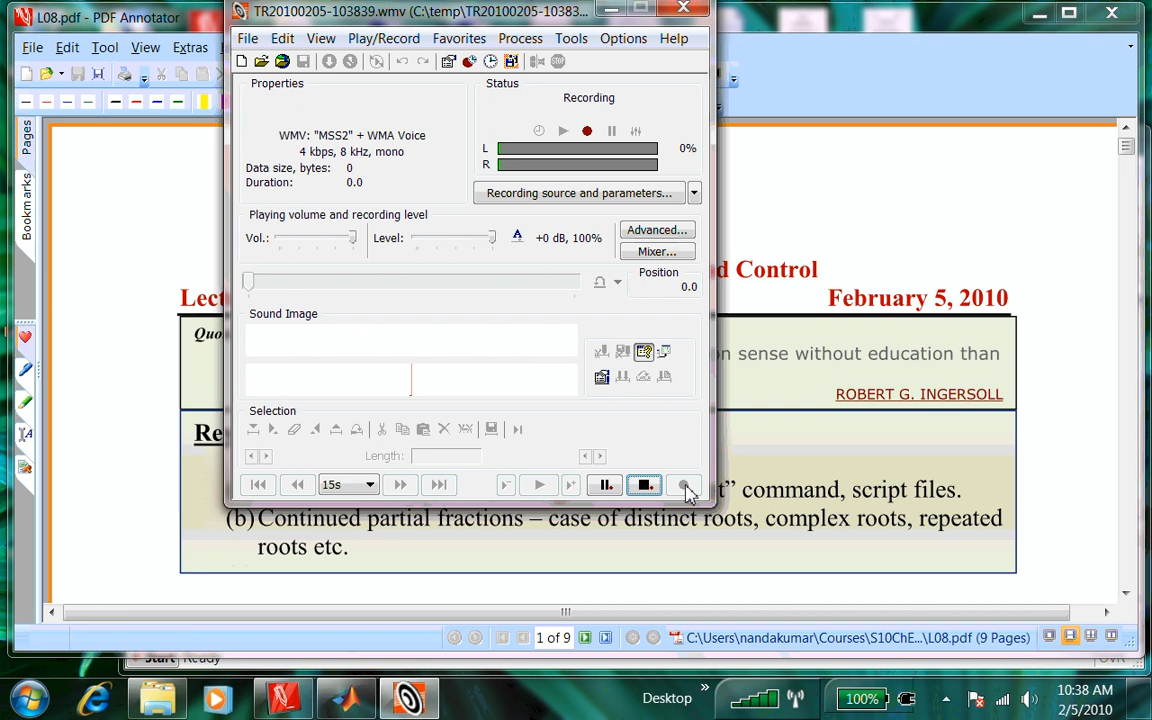 L08.pdf - PDF Annotator
TR20100205-103839.wmv (C:\temp\TR20100205-10383...
File Edit Tool View Extras
File Edit View Play/Record Favorites Process Tools Options Help
Pages
Bookmarks
Properties
WMV: "MSS2" + WMA Voice
4 kbps, 8 kHz, mono
Data size, bytes: 0
Duration: 0.0
Status
Recording
L
R
0%
Recording source and parameters...
Playing volume and recording level
Vol.: Level: +0 dB, 100%
Advanced...
Mixer...
Position
0.0
Sound Image
Selection
Length:
15s
d Control
Lect February 5, 2010
Quo
n sense without education than
ROBERT G. INGERSOLL
Re
t” command, script files.
(b) Continued partial fractions – case of distinct roots, complex roots, repeated
roots etc.
1 of 9
C:\Users\nandakumar\Courses\S10ChE...\L08.pdf (9 Pages)
Start Ready OVR
Desktop » 100% 10:38 AM
2/5/2010